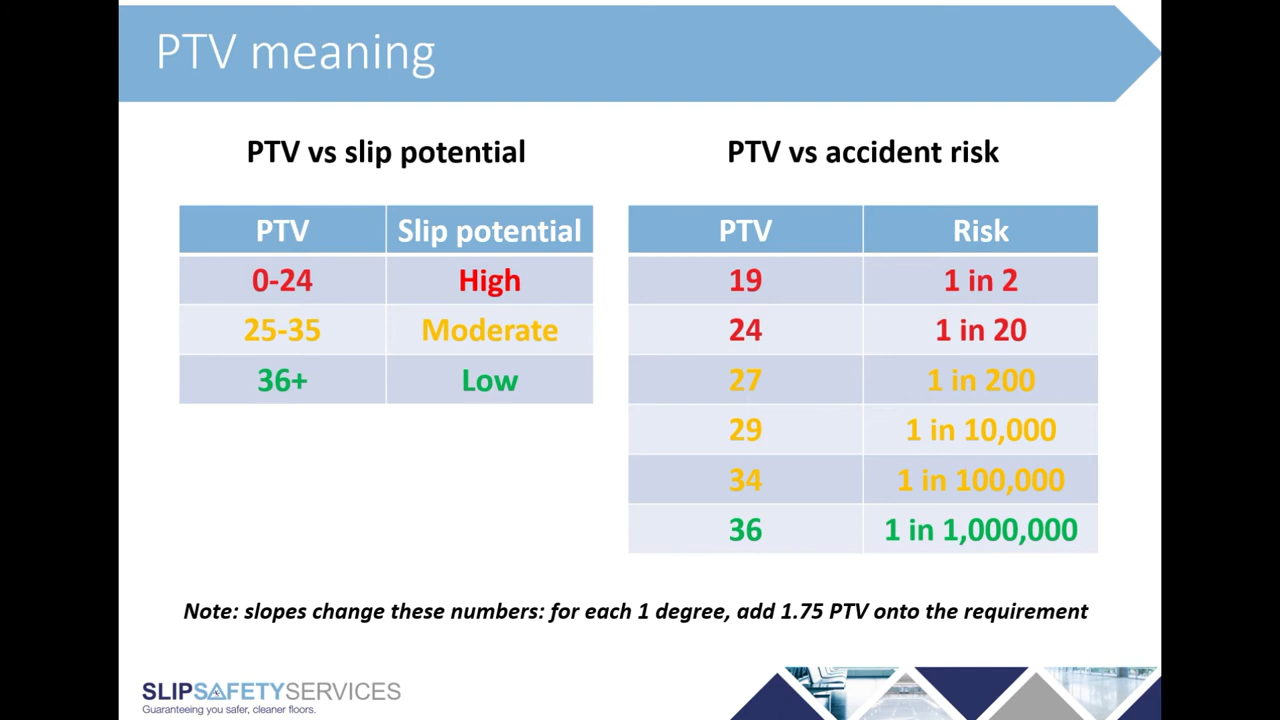 PTV meaning
PTV vs slip potential
PTV Slip potential
0-24 High
25-35 Moderate
36+ Low
PTV vs accident risk
PTV Risk
19 1 in 2
24 1 in 20
27 1 in 200
29 1 in 10,000
34 1 in 100,000
36 1 in 1,000,000
Note: slopes change these numbers: for each 1 degree, add 1.75 PTV onto the requirement
SLIPSAFETYSERVICES
Guaranteeing you safer, cleaner floors.